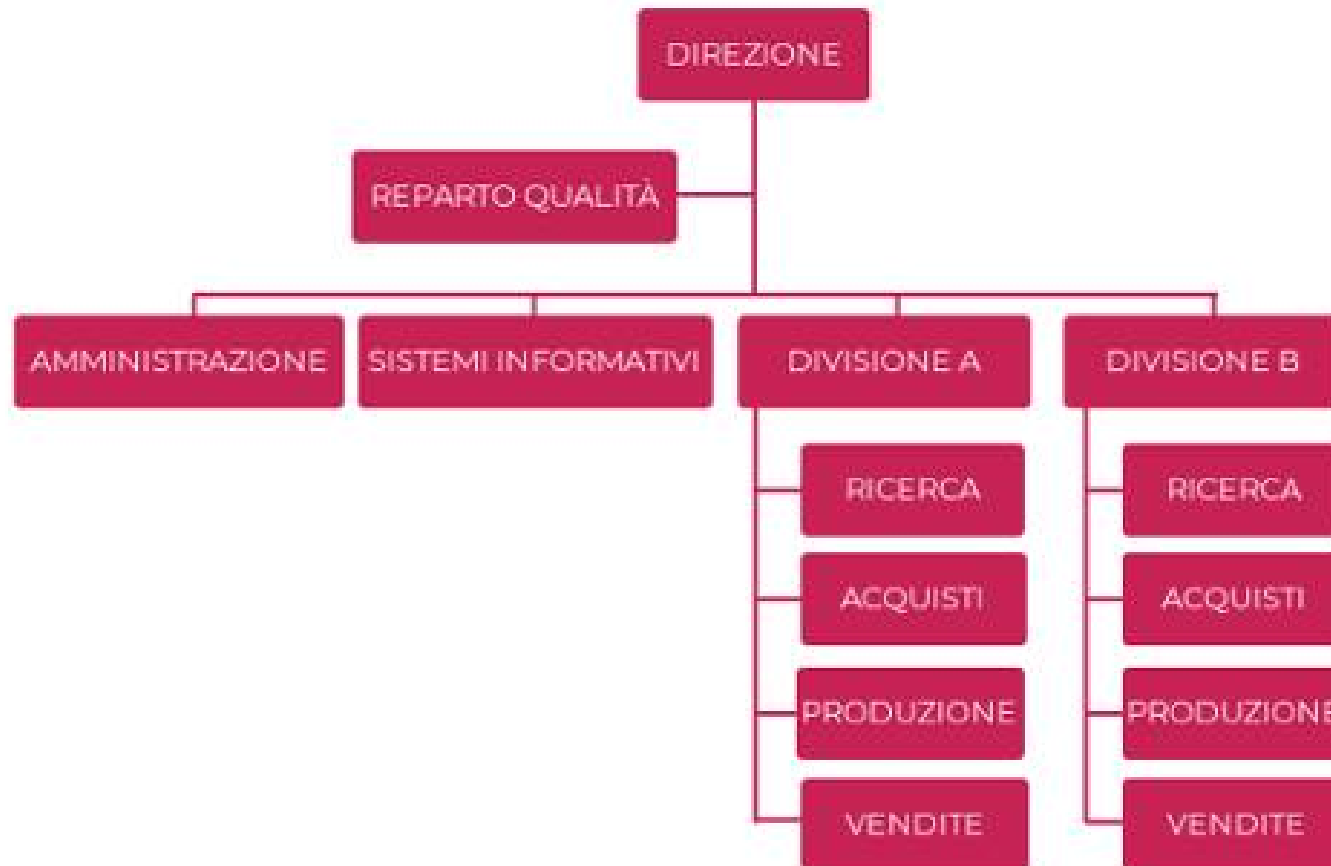 DIREZIONE
REPARTO QUALITÀ
AMMINISTRAZIONE
SISTEMI INFORMATIVI
DIVISIONE A
DIVISIONE B
RICERCA
RICERCA
ACQUISTI
ACQUISTI
PRODUZIONE
PRODUZIONE
VENDITE
VENDITE